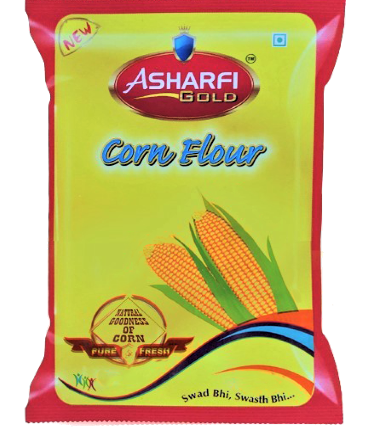 NEW
ASHARFI
GOLD
TM
Corn Flour
NATURAL
GOODNESS
OF
CORN
PURE FRESH
Swad Bhi, Swasth Bhi...